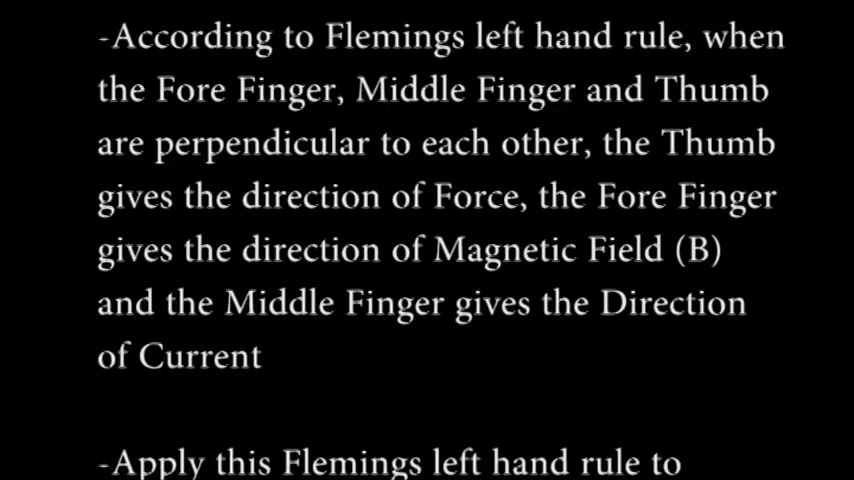 -According to Flemings left hand rule, when
the Fore Finger, Middle Finger and Thumb
are perpendicular to each other, the Thumb
gives the direction of Force, the Fore Finger
gives the direction of Magnetic Field (B)
and the Middle Finger gives the Direction
of Current
-Apply this Flemings left hand rule to